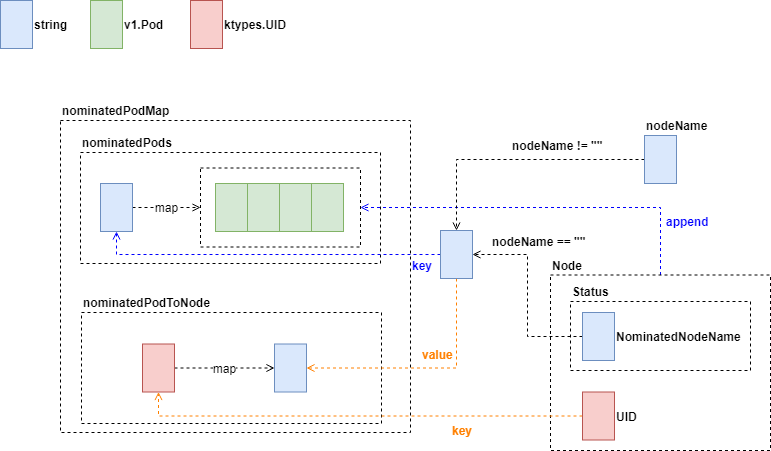 string
v1.Pod
ktypes.UID
nominatedPodMap
nodeName
nominatedPods
nodeName != ""
map
append
nodeName == ""
key
Node
Status
nominatedPodToNode
NominatedNodeName
value
map
UID
key